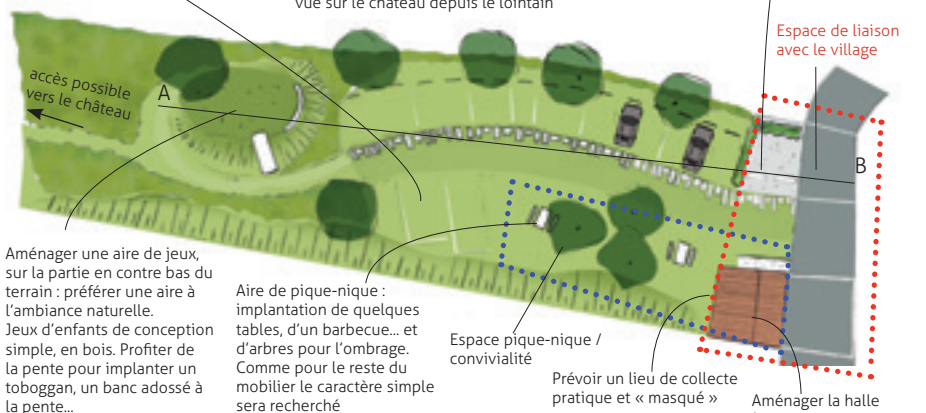 vue sur le château depuis le lointain
Espace de liaison
avec le village
accès possible
vers le château
A
B
Aménager une aire de jeux,
sur la partie en contre bas du
terrain : préférer une aire à
l'ambiance naturelle.
Jeux d'enfants de conception
simple, en bois. Profiter de
la pente pour implanter un
toboggan, un banc adossé à
la pente...
Aire de pique-nique :
implantation de quelques
tables, d'un barbecue... et
d'arbres pour l'ombrage.
Comme pour le reste du
mobilier le caractère simple
sera recherché
Espace pique-nique /
convivialité
Prévoir un lieu de collecte
pratique et « masqué »
Aménager la halle